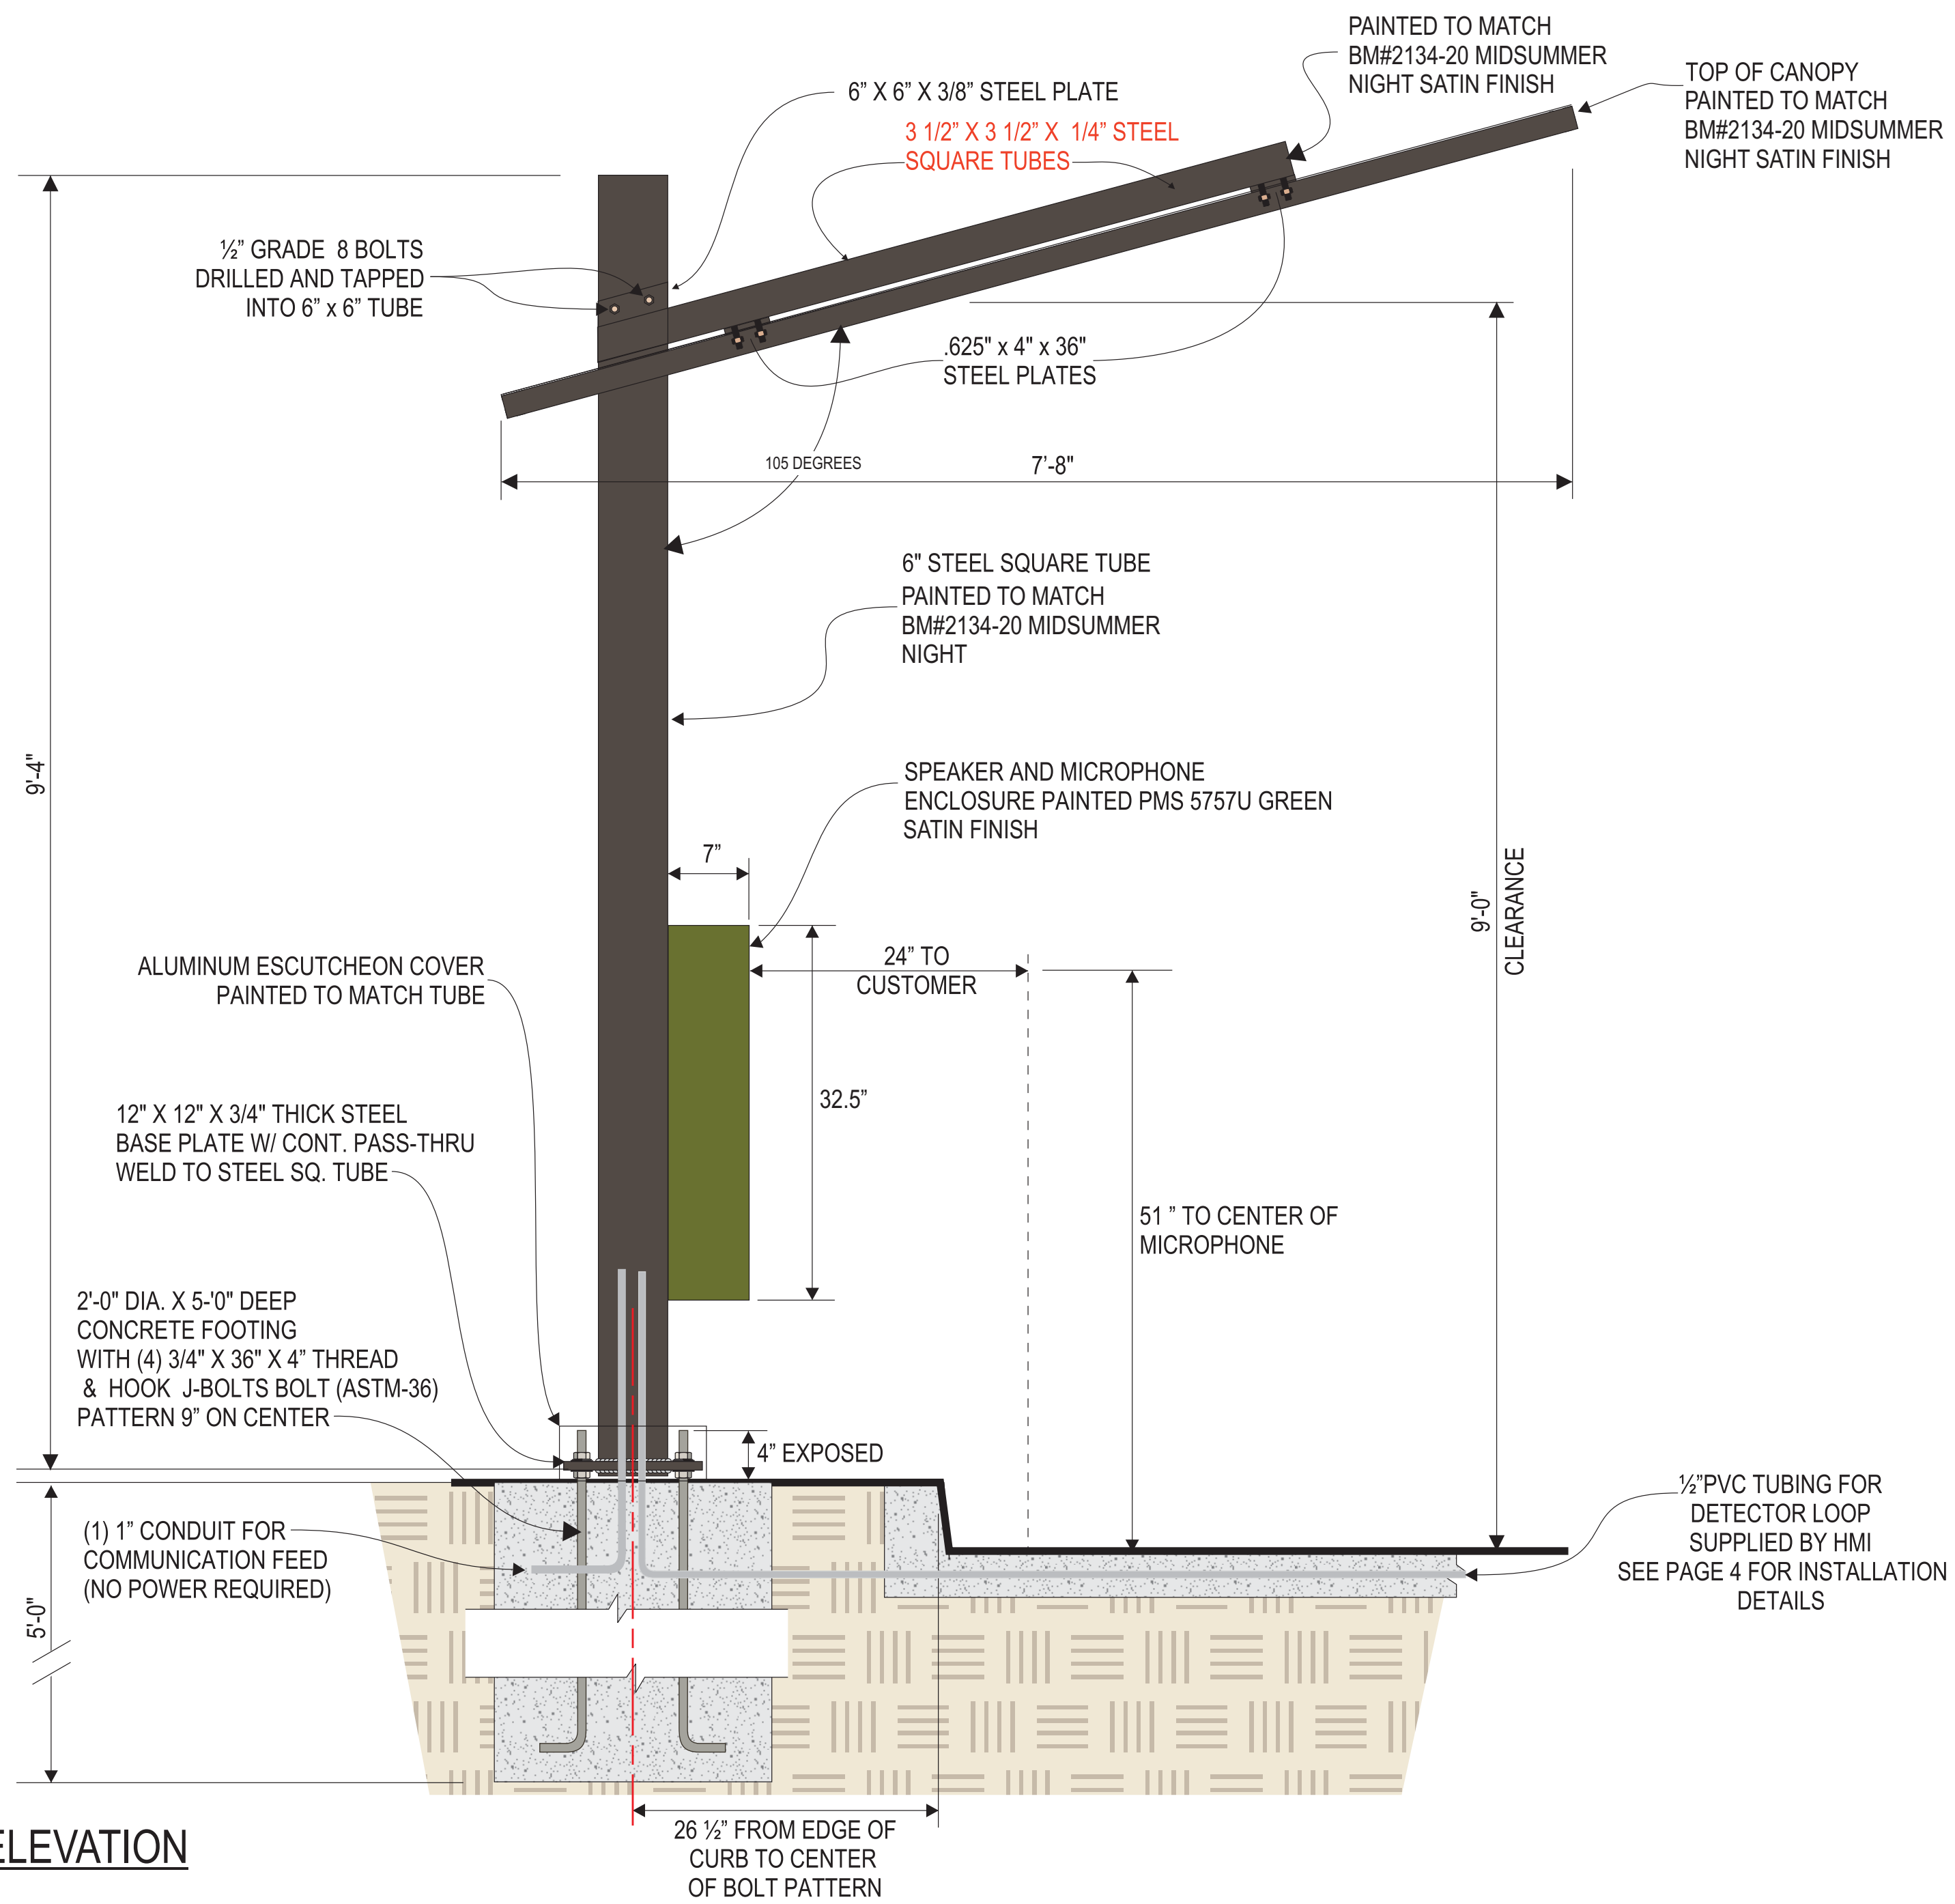 PAINTED TO MATCH
BM#2134-20 MIDSUMMER
NIGHT SATIN FINISH
TOP OF CANOPY
PAINTED TO MATCH
BM#2134-20 MIDSUMMER
NIGHT SATIN FINISH
6” X 6” X 3/8” STEEL PLATE
3 1/2” X 3 1/2” X  1/4” STEEL
SQUARE TUBES
½” GRADE  8 BOLTS
DRILLED AND TAPPED
INTO 6” x 6” TUBE
.625" x 4" x 36"
STEEL PLATES
105 DEGREES
7’-8"
6" STEEL SQUARE TUBE
PAINTED TO MATCH
BM#2134-20 MIDSUMMER
NIGHT
9'-4"
SPEAKER AND MICROPHONE
ENCLOSURE PAINTED PMS 5757U GREEN
SATIN FINISH
7”
9'-0"
CLEARANCE
ALUMINUM ESCUTCHEON COVER
PAINTED TO MATCH TUBE
24” TO
CUSTOMER
32.5”
12" X 12" X 3/4" THICK STEEL
BASE PLATE W/ CONT. PASS-THRU
WELD TO STEEL SQ. TUBE
51 ” TO CENTER OF
MICROPHONE
2'-0" DIA. X 5-'0" DEEP
CONCRETE FOOTING
WITH (4) 3/4" X 36" X 4” THREAD
&  HOOK  J-BOLTS BOLT (ASTM-36)
PATTERN 9” ON CENTER
4” EXPOSED
½”PVC TUBING FOR
DETECTOR LOOP
SUPPLIED BY HMI
SEE PAGE 4 FOR INSTALLATION
DETAILS
(1) 1” CONDUIT FOR
COMMUNICATION FEED
(NO POWER REQUIRED)
5'-0"
26 ½” FROM EDGE OF
CURB TO CENTER
OF BOLT PATTERN
ELEVATION